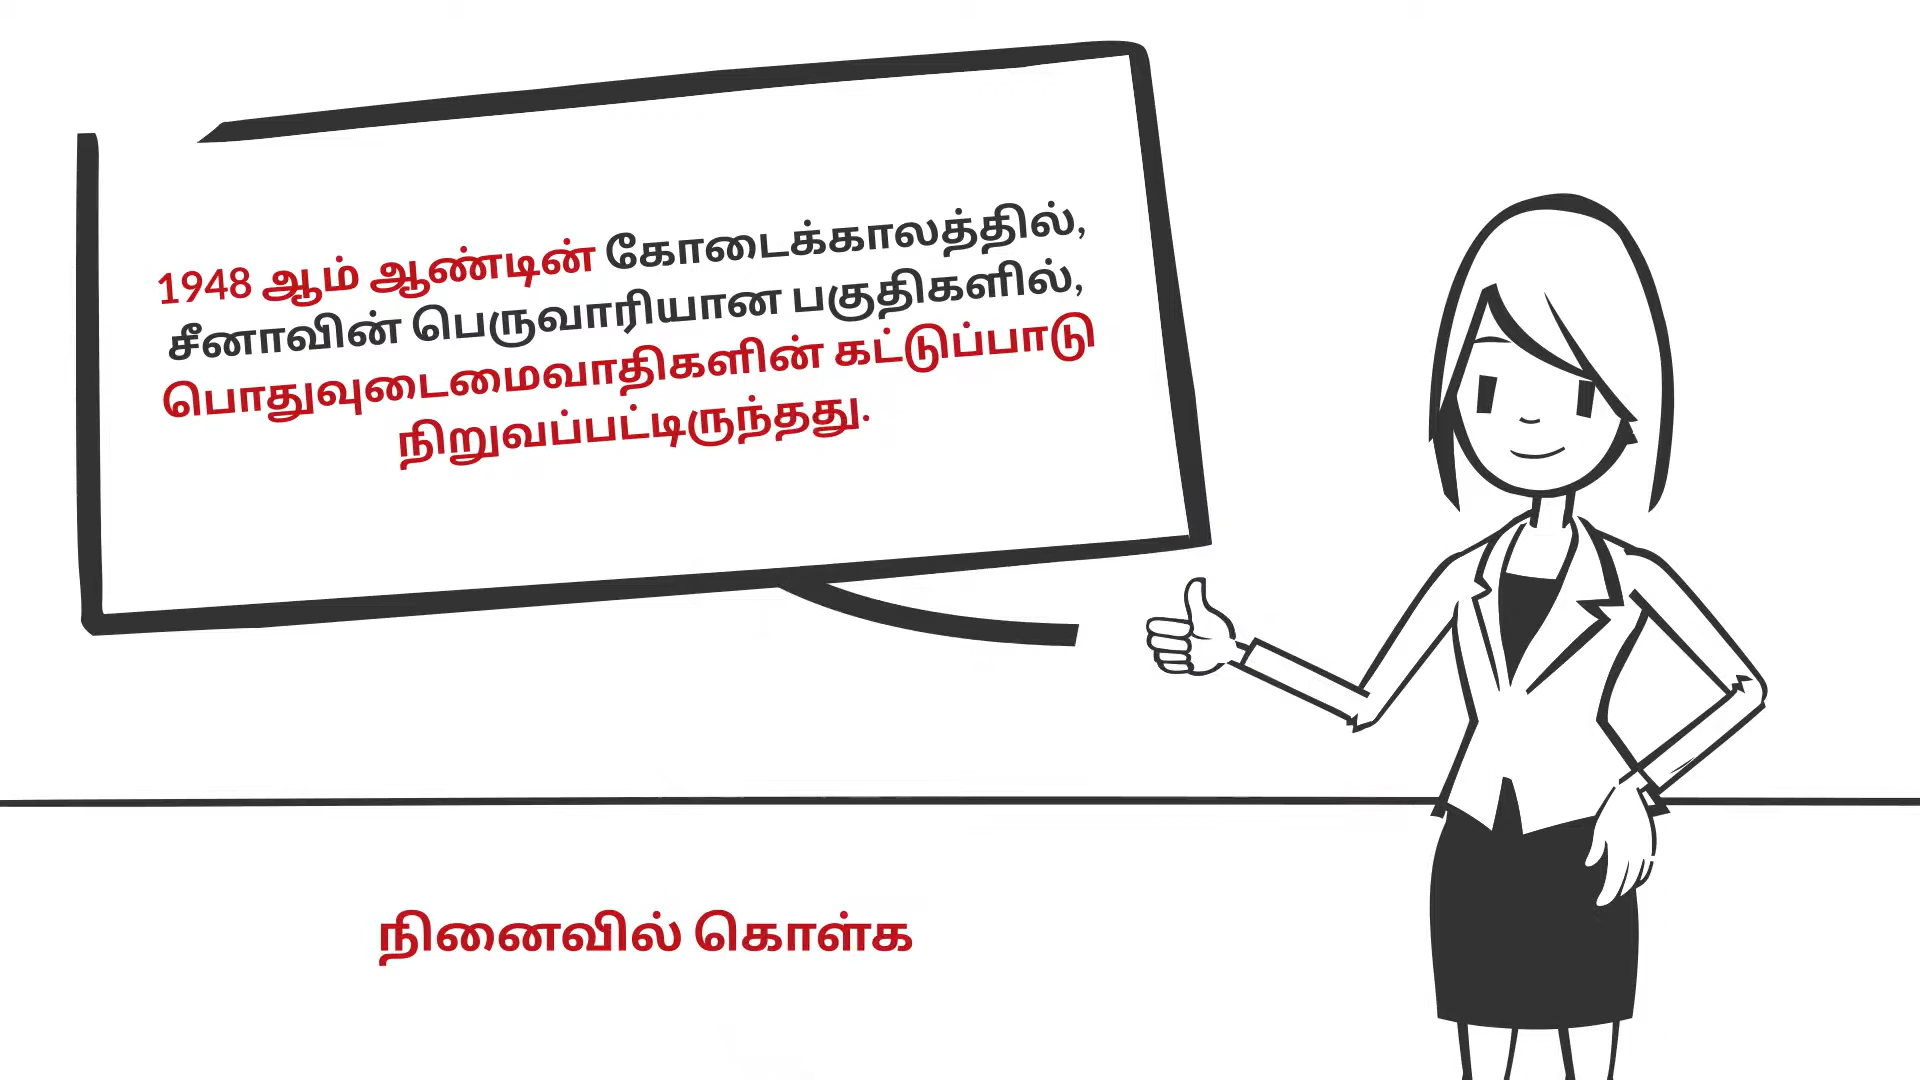 1948 ஆம் ஆண்டின் கோடைக்காலத்தில்,
சீனாவின் பெருவாரியான பகுதிகளில்,
பொதுவுடைமைவாதிகளின் கட்டுப்பாடு
நிறுவப்பட்டிருந்தது.
நினைவில் கொள்க